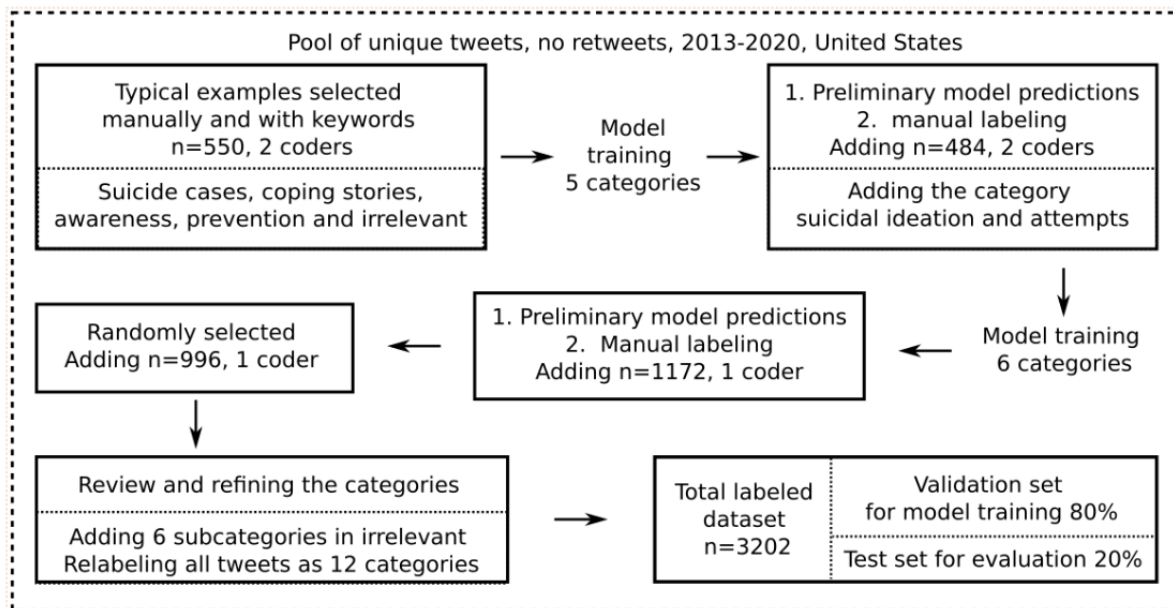 Pool of unique tweets, no retweets, 2013-2020, United States
Typical examples selected
manually and with keywords
n=550, 2 coders
Suicide cases, coping stories,
awareness, prevention and irrelevant
Model
training
5 categories
1. Preliminary model predictions
2. manual labeling
Adding n=484, 2 coders
Adding the category
suicidal ideation and attempts
Model training
6 categories
1. Preliminary model predictions
2. Manual labeling
Adding n=1172, 1 coder
Randomly selected
Adding n=996, 1 coder
Review and refining the categories
Adding 6 subcategories in irrelevant
Relabeling all tweets as 12 categories
Total labeled
dataset
n=3202
Validation set
for model training 80%
Test set for evaluation 20%